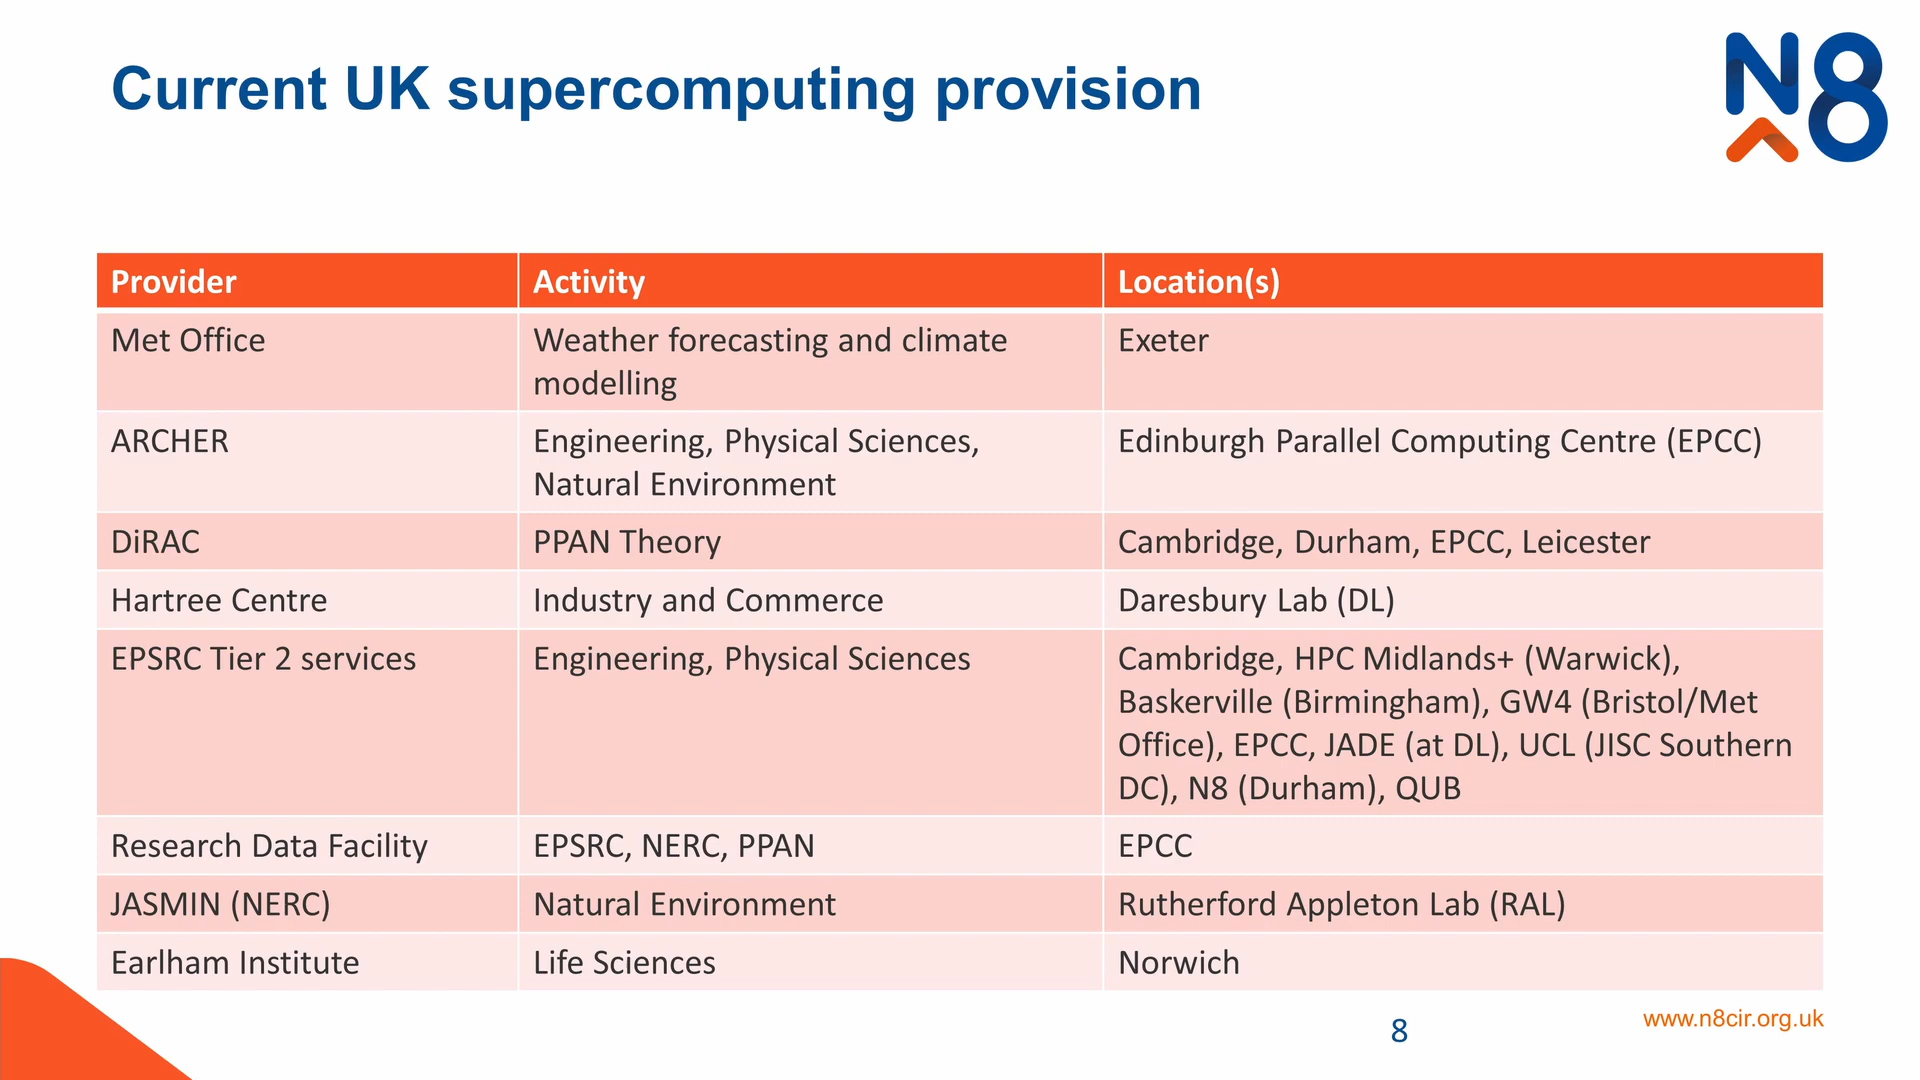 Current UK supercomputing provision
N8
Provider Activity Location(s)
Met Office Weather forecasting and climate modelling Exeter
ARCHER Engineering, Physical Sciences, Natural Environment Edinburgh Parallel Computing Centre (EPCC)
DiRAC PPAN Theory Cambridge, Durham, EPCC, Leicester
Hartree Centre Industry and Commerce Daresbury Lab (DL)
EPSRC Tier 2 services Engineering, Physical Sciences Cambridge, HPC Midlands+ (Warwick),
Baskerville (Birmingham), GW4 (Bristol/Met
Office), EPCC, JADE (at DL), UCL (JISC Southern
DC), N8 (Durham), QUB
Research Data Facility EPSRC, NERC, PPAN EPCC
JASMIN (NERC) Natural Environment Rutherford Appleton Lab (RAL)
Earlham Institute Life Sciences Norwich
8
www.n8cir.org.uk